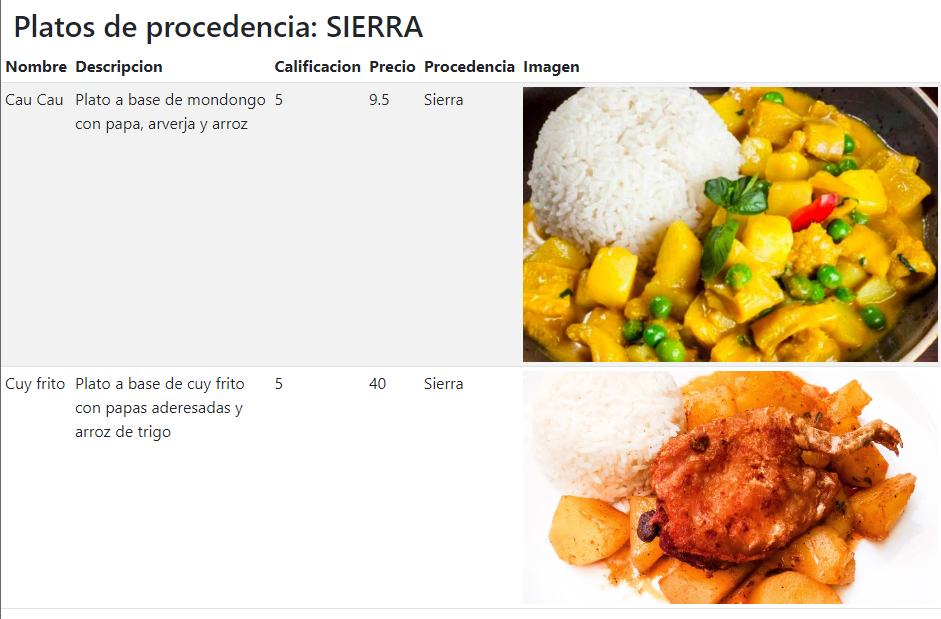 Platos de procedencia: SIERRA
Nombre Descripcion Calificacion Precio Procedencia Imagen
Cau Cau Plato a base de mondongo 5 9.5 Sierra
con papa, arverja y arroz
Cuy frito Plato a base de cuy frito 5 40 Sierra
con papas aderesadas y
arroz de trigo